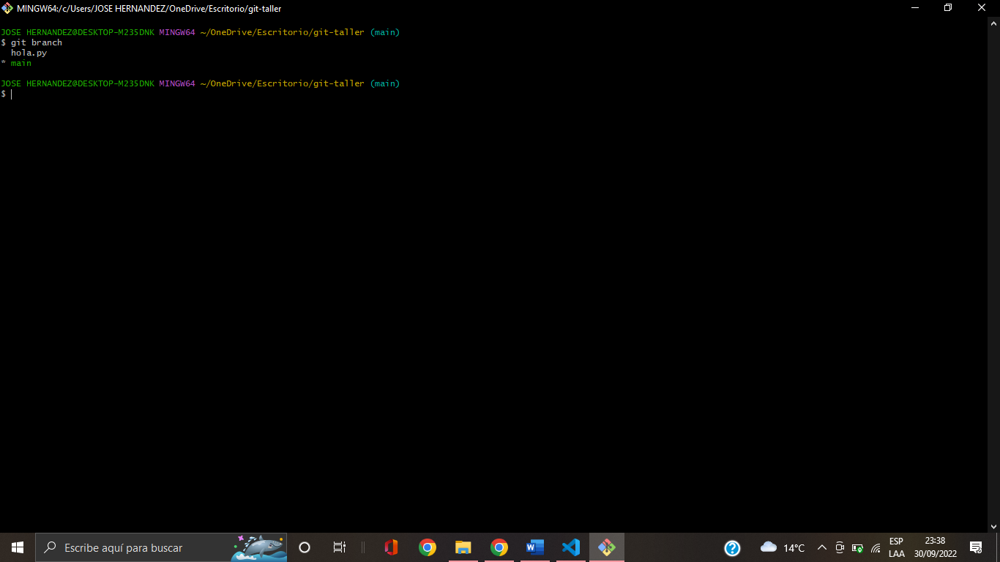 MINGW64:/c/Users/JOSE HERNANDEZ/OneDrive/Escritorio/git-taller
JOSE HERNANDEZ@DESKTOP-M235DNK MINGW64 ~/OneDrive/Escritorio/git-taller (main)
$ git branch
  hola.py
* main
JOSE HERNANDEZ@DESKTOP-M235DNK MINGW64 ~/OneDrive/Escritorio/git-taller (main)
$
Escribe aquí para buscar
14°C
ESP
LAA
23:38
30/09/2022